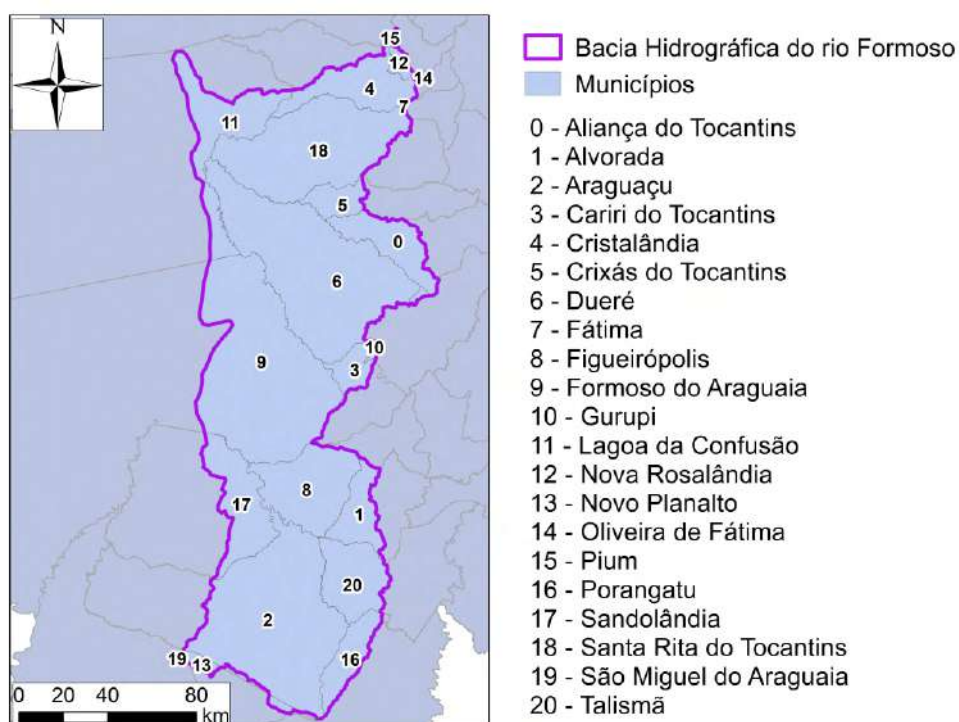 N
15
12
14
4
7
11
18
5
0
6
10
9
3
8
17
1
20
2
16
19
13
0 20 40 80
km
Bacia Hidrográfica do rio Formoso
Municípios
0 - Aliança do Tocantins
1 - Alvorada
2 - Araguaçu
3 - Cariri do Tocantins
4 - Cristalândia
5 - Crixás do Tocantins
6 - Dueré
7 - Fátima
8 - Figueirópolis
9 - Formoso do Araguaia
10 - Gurupi
11 - Lagoa da Confusão
12 - Nova Rosalândia
13 - Novo Planalto
14 - Oliveira de Fátima
15 - Pium
16 - Porangatu
17 - Sandolândia
18 - Santa Rita do Tocantins
19 - São Miguel do Araguaia
20 - Talismã